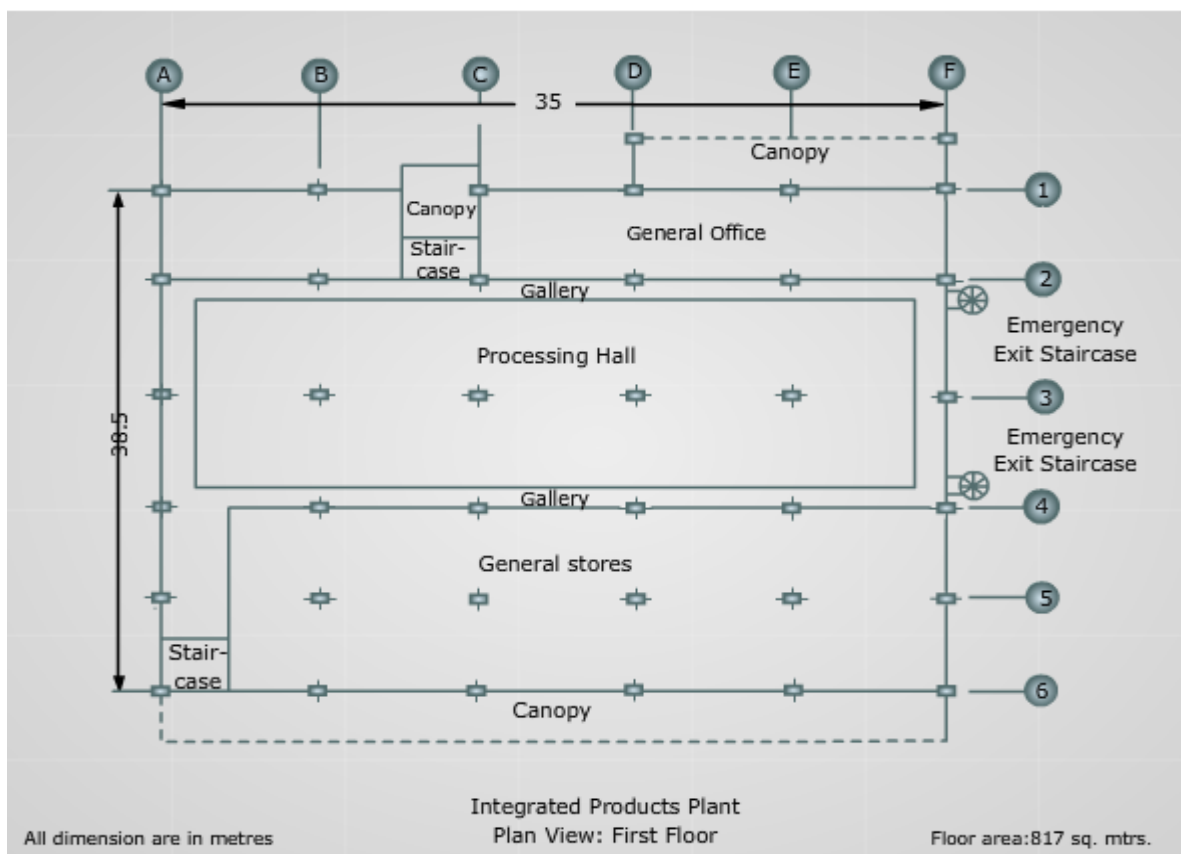 A
B
C
D
E
F
35
Canopy
1
Canopy
General Office
Stair-
case
2
Gallery
Emergency
Exit Staircase
Processing Hall
3
38.5
Emergency
Exit Staircase
Gallery
4
General stores
5
Stair-
case
6
Canopy
Integrated Products Plant
Plan View: First Floor
All dimension are in metres
Floor area:817 sq. mtrs.